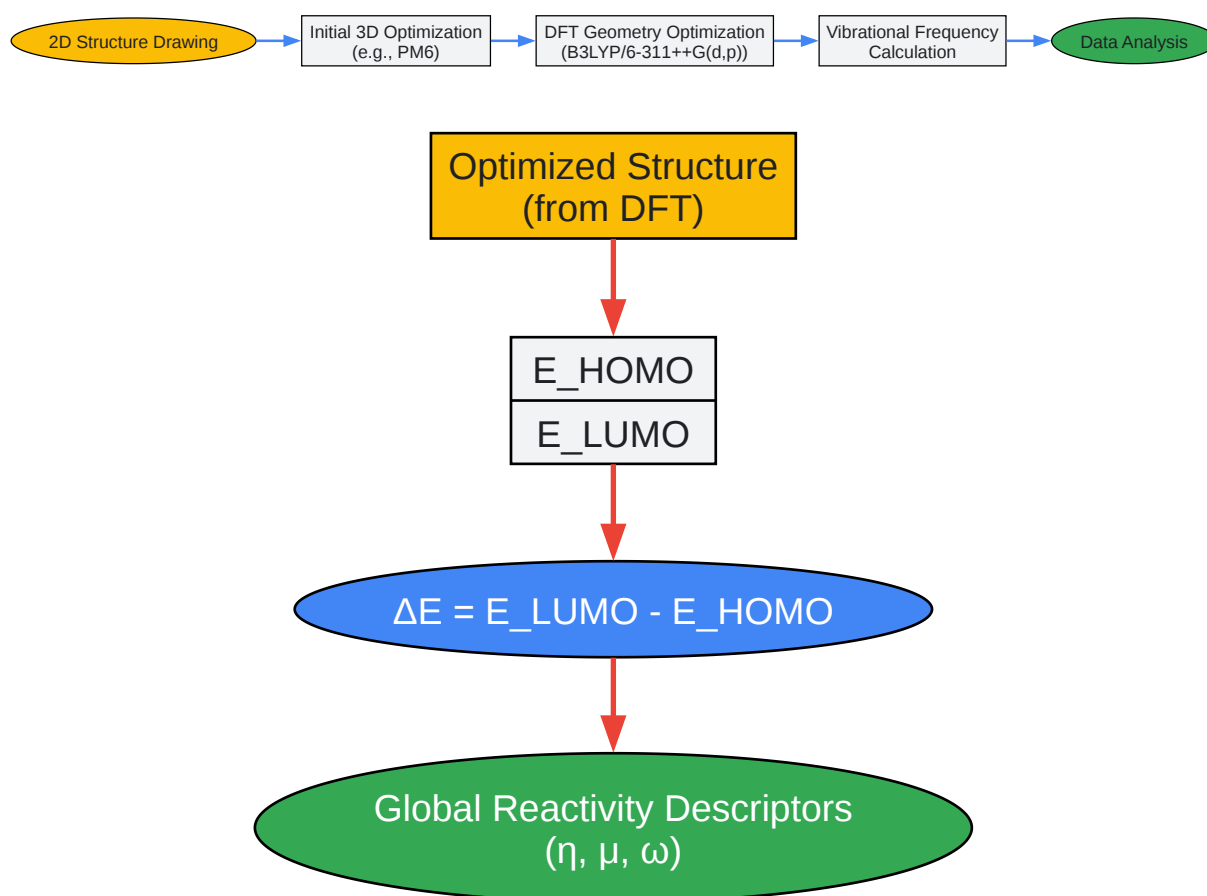 2D Structure Drawing
Initial 3D Optimization
(e.g., PM6)
DFT Geometry Optimization
(B3LYP/6-311++G(d,p))
Vibrational Frequency
Calculation
Data Analysis
Optimized Structure
(from DFT)
E_HOMO
E_LUMO
ΔE = E_LUMO - E_HOMO
Global Reactivity Descriptors
(η, μ, ω)